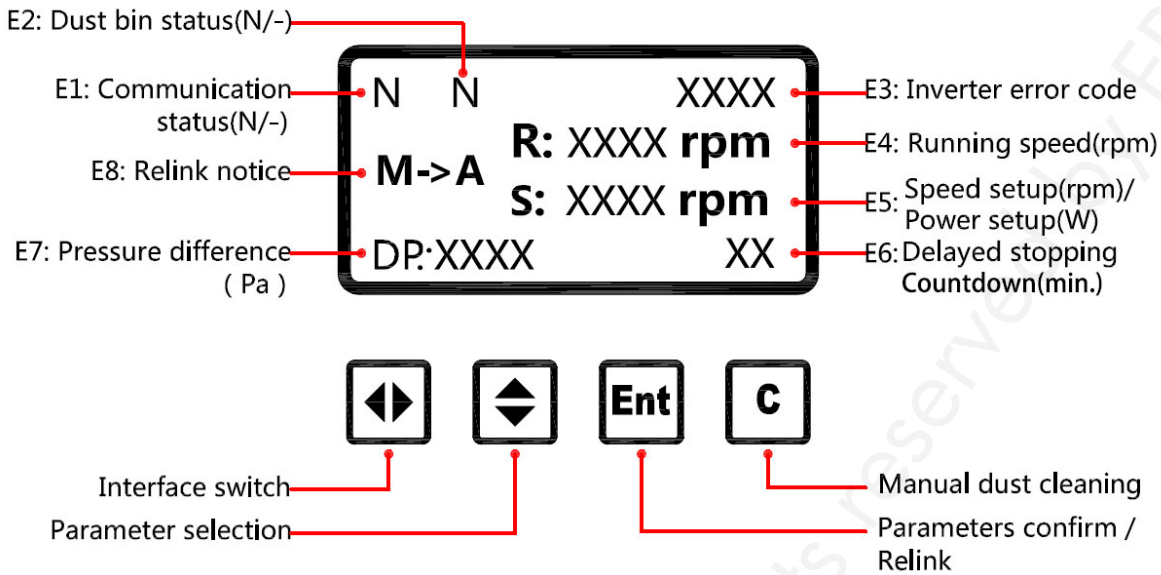 E2: Dust bin status(N/-)
E1: Communication
status(N/-)
E8: Relink notice
E7: Pressure difference
( Pa )
N N XXXX
R: XXXX rpm
M->A
S: XXXX rpm
DP.:XXXX XX
E3: Inverter error code
E4: Running speed(rpm)
E5: Speed setup(rpm)/
Power setup(W)
E6: Delayed stopping
Countdown(min.)
Ent
C
Interface switch
Parameter selection
Manual dust cleaning
Parameters confirm /
Relink